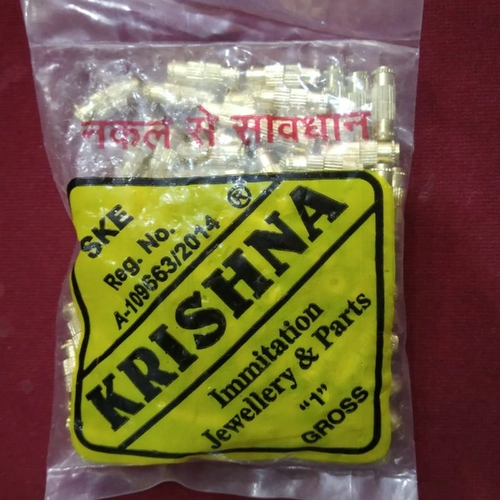 नकल से सावधान
SKE
®
Reg. No.
A-109663/2014
KRISHNA
Immitation
Jewellery & Parts
"1"
GROSS